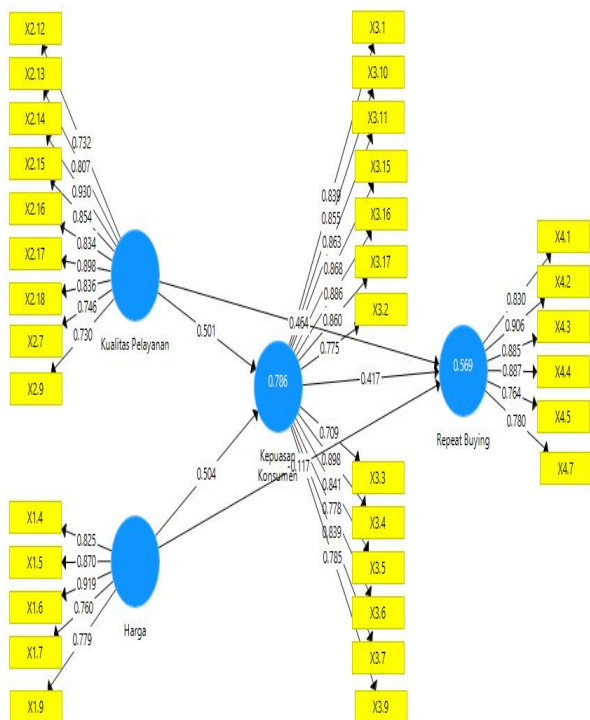 X2.12
X2.13
X2.14
X2.15
X2.16
X2.17
X2.18
X2.7
X2.9
0.732
0.807
0.930
0.854
0.834
0.898
0.836
0.746
0.730
Kualitas Pelayanan
0.501
0.464
X1.4
X1.5
X1.6
X1.7
X1.9
0.825
0.870
0.919
0.760
0.779
Harga
0.504
-0.117
X3.1
X3.10
X3.11
X3.15
X3.16
X3.17
X3.2
0.839
0.855
0.863
0.868
0.886
0.860
0.775
0.786
Kepuasan
Konsumen
0.417
0.709
0.898
0.841
0.778
0.839
0.785
X3.3
X3.4
X3.5
X3.6
X3.7
X3.9
0.569
Repeat Buying
0.830
0.906
0.885
0.887
0.764
0.780
X4.1
X4.2
X4.3
X4.4
X4.5
X4.7